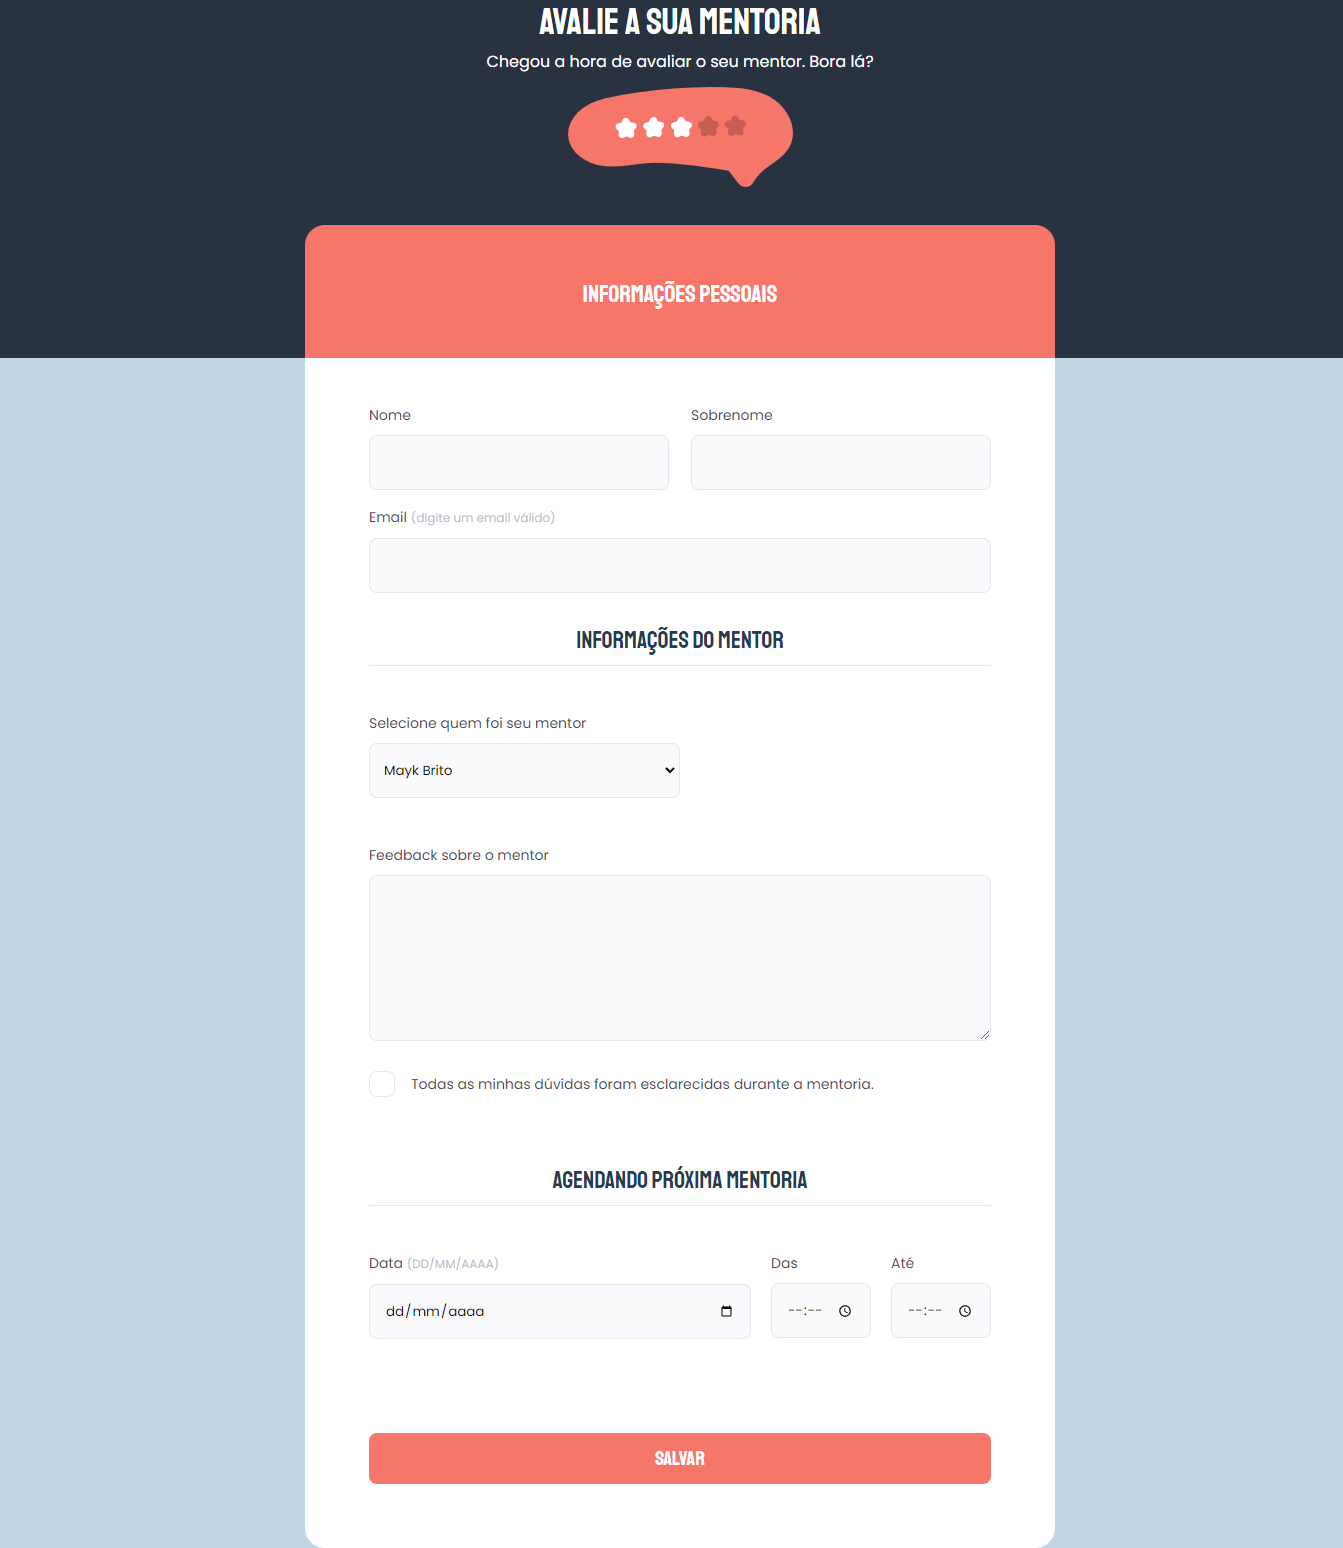 AVALIE A SUA MENTORIA
Chegou a hora de avaliar o seu mentor. Bora lá?
INFORMAÇÕES PESSOAIS
Nome Sobrenome
Email (digite um email válido)
INFORMAÇÕES DO MENTOR
Selecione quem foi seu mentor
Mayk Brito
Feedback sobre o mentor
Todas as minhas dúvidas foram esclarecidas durante a mentoria.
AGENDANDO PRÓXIMA MENTORIA
Data (DD/MM/AAAA) Das Até
dd/mm/aaaa --:-- --:--
SALVAR